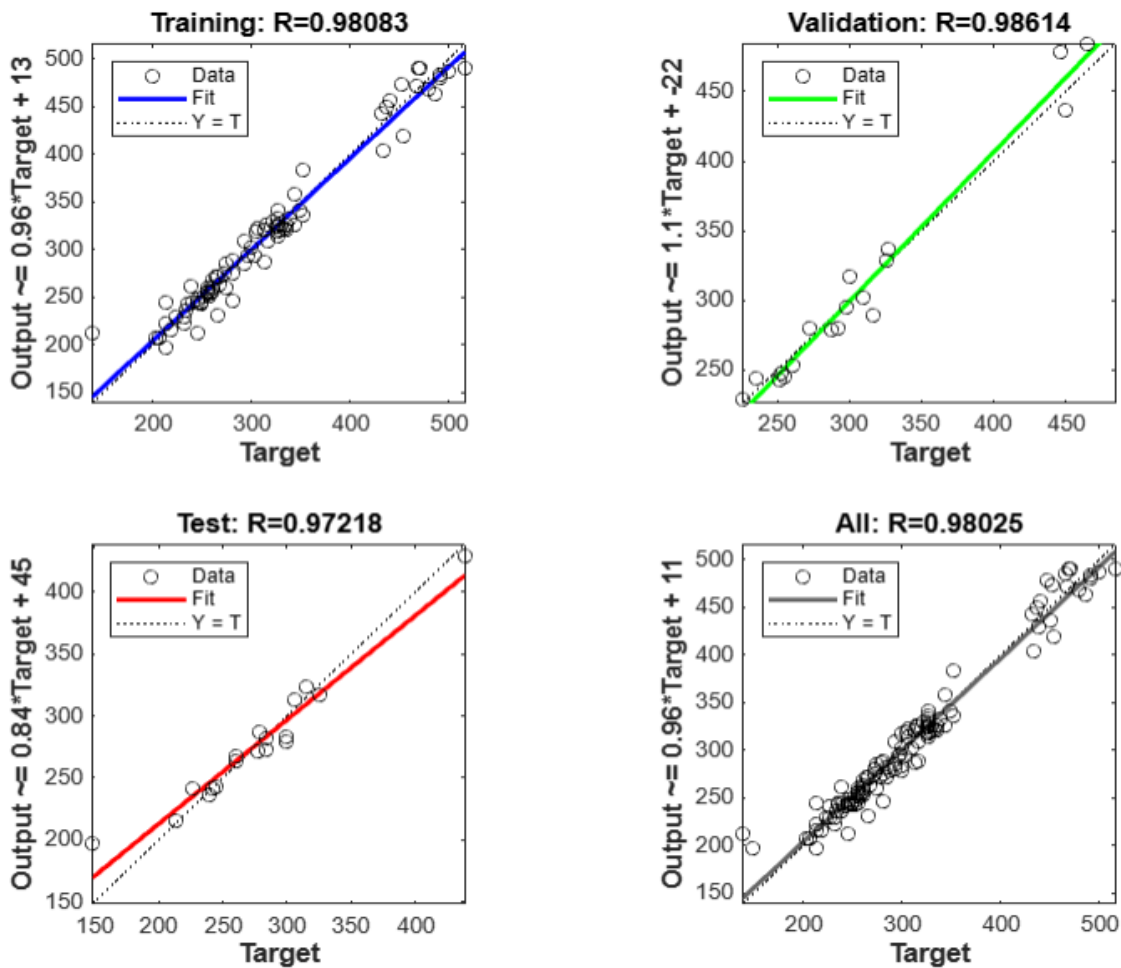 Training: R=0.98083
Output ~= 0.96*Target + 13
500
450
400
350
300
250
200
150
Data
Fit
Y = T
200 300 400 500
Target
Validation: R=0.98614
Output ~= 1.1*Target + -22
450
400
350
300
250
Data
Fit
Y = T
250 300 350 400 450
Target
Test: R=0.97218
Output ~= 0.84*Target + 45
400
350
300
250
200
150
Data
Fit
Y = T
150 200 250 300 350 400
Target
All: R=0.98025
Output ~= 0.96*Target + 11
500
450
400
350
300
250
200
150
Data
Fit
Y = T
200 300 400 500
Target